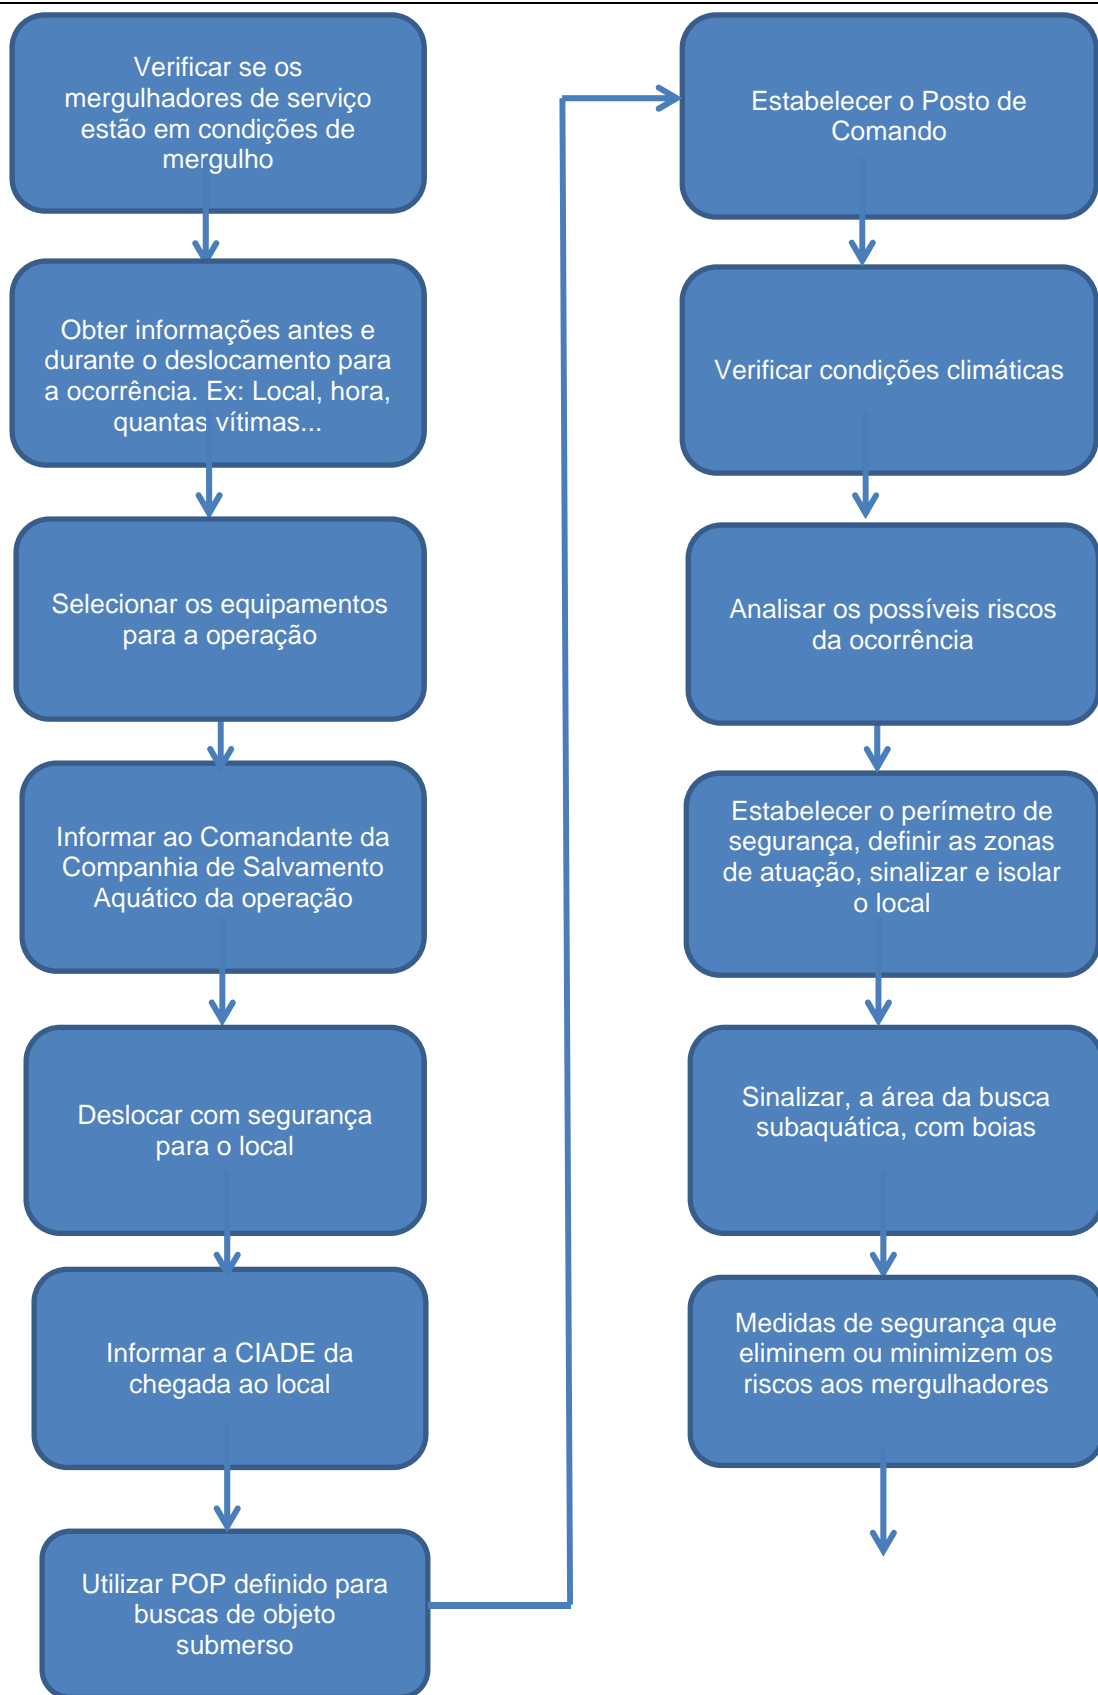 Verificar se os
mergulhadores de serviço
estão em condições de
mergulho
Obter informações antes e
durante o deslocamento para
a ocorrência. Ex: Local, hora,
quantas vítimas...
Selecionar os equipamentos
para a operação
Informar ao Comandante da
Companhia de Salvamento
Aquático da operação
Deslocar com segurança
para o local
Informar a CIADE da
chegada ao local
Utilizar POP definido para
buscas de objeto
submerso
Estabelecer o Posto de
Comando
Verificar condições climáticas
Analisar os possíveis riscos
da ocorrência
Estabelecer o perímetro de
segurança, definir as zonas
de atuação, sinalizar e isolar
o local
Sinalizar, a área da busca
subaquática, com boias
Medidas de segurança que
eliminem ou minimizem os
riscos aos mergulhadores